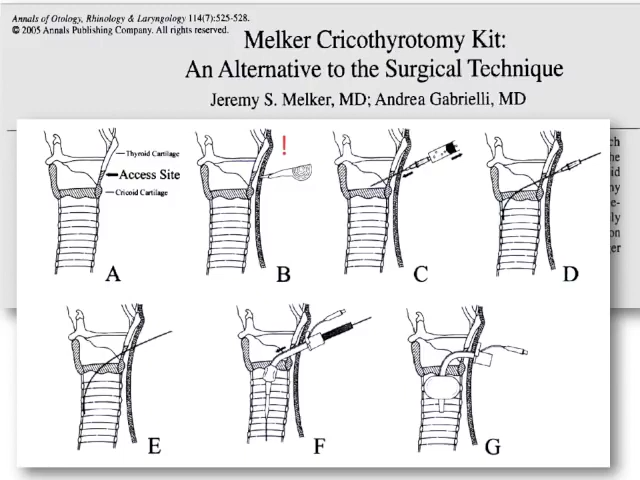 Annals of Otology, Rhinology & Laryngology 114(7):525-528.
© 2005 Annals Publishing Company. All rights reserved.
Melker Cricothyrotomy Kit:
An Alternative to the Surgical Technique
Jeremy S. Melker, MD; Andrea Gabrielli, MD
Thyroid Cartilage
Access Site
Cricoid Cartilage
!
A
B
C
D
E
F
G